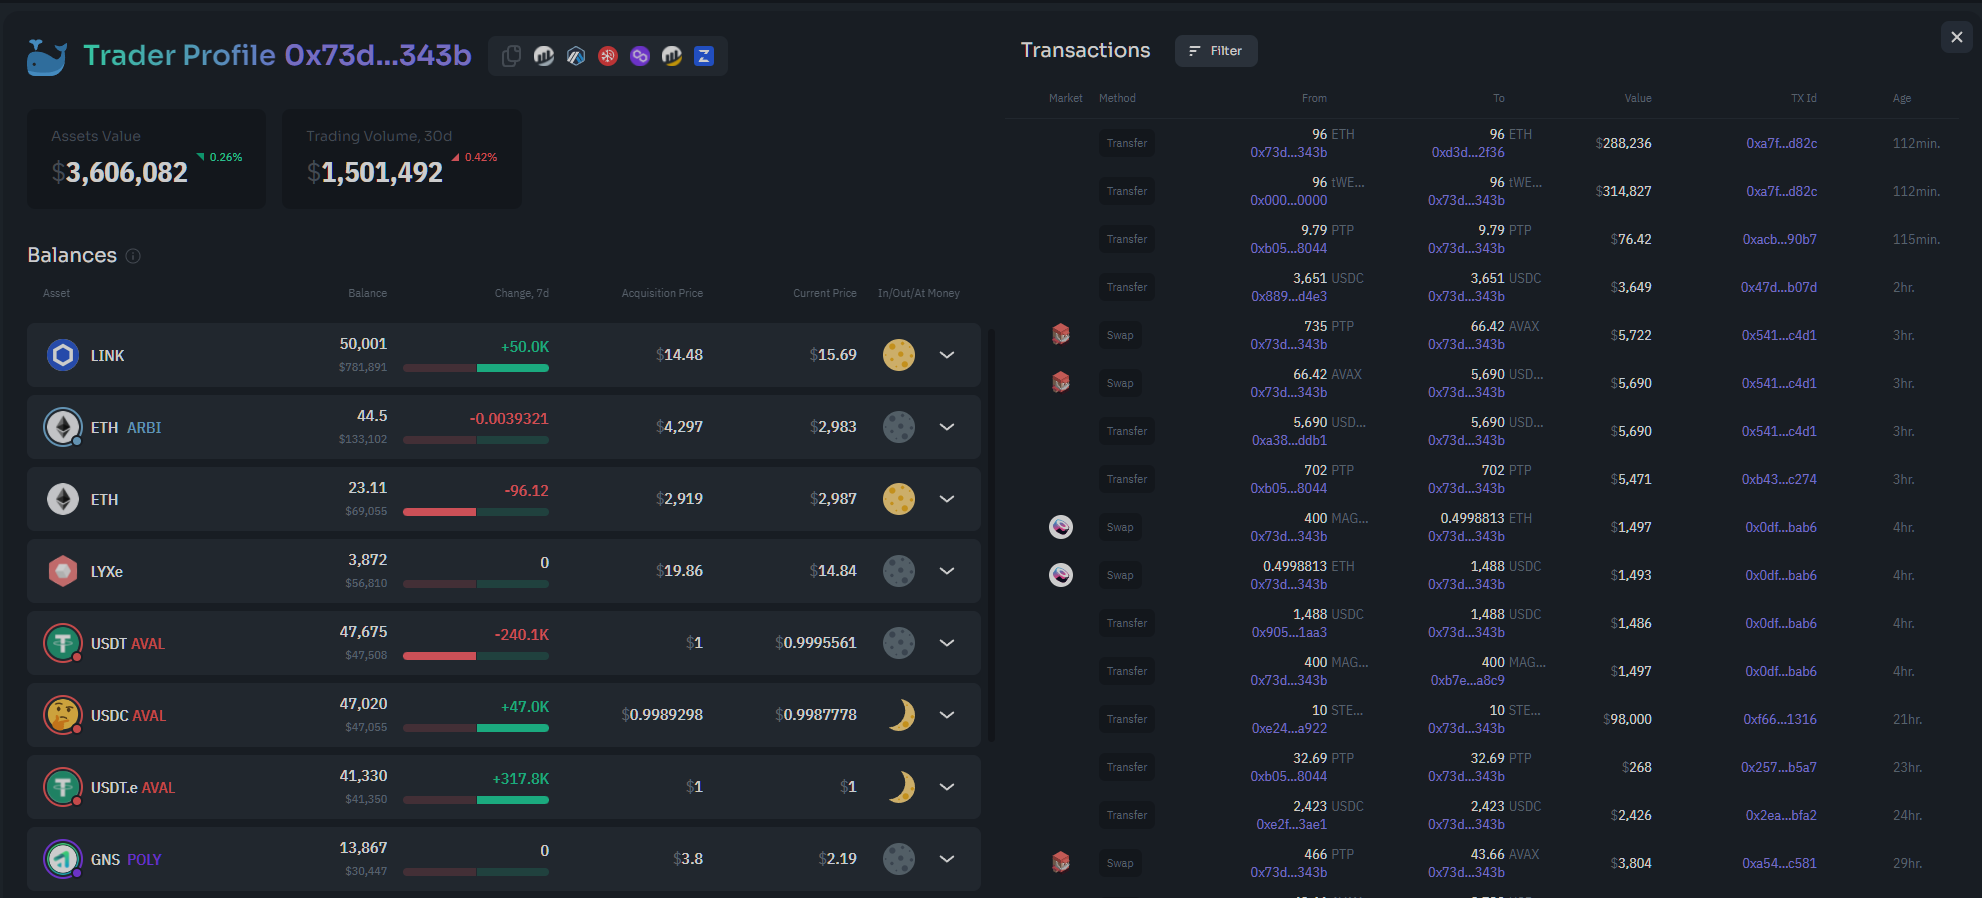 Trader Profile 0x73d...343b
Assets Value
$3,606,082 0.26%
Trading Volume, 30d
$1,501,492 0.42%
Balances
Asset Balance Change, 7d Acquisition Price Current Price In/Out/At Money
LINK 50,001 +50.0K $14.48 $15.69
$781,891
ETH ARBI 44.5 -0.0039321 $4,297 $2,983
$133,102
ETH 23.11 -96.12 $2,919 $2,987
$69,055
LYXe 3,872 0 $19.86 $14.84
$56,810
USDT AVAL 47,675 -240.1K $1 $0.9995561
$47,508
USDC AVAL 47,020 +47.0K $0.9989298 $0.9987778
$47,055
USDT.e AVAL 41,330 +317.8K $1 $1
$41,350
GNS POLY 13,867 0 $3.8 $2.19
$30,447
Transactions
Filter
Market Method From To Value TX Id Age
Transfer 96 ETH 96 ETH $288,236 0xa7f...d82c 112min.
0x73d...343b 0xd3d...2f36
Transfer 96 tWE... 96 tWE... $314,827 0xa7f...d82c 112min.
0x000...0000 0x73d...343b
Transfer 9.79 PTP 9.79 PTP $76.42 0xacb...90b7 115min.
0xb05...8044 0x73d...343b
Transfer 3,651 USDC 3,651 USDC $3,649 0x47d...b07d 2hr.
0x889...d4e3 0x73d...343b
Swap 735 PTP 66.42 AVAX $5,722 0x541...c4d1 3hr.
0x73d...343b 0x73d...343b
Swap 66.42 AVAX 5,690 USD... $5,690 0x541...c4d1 3hr.
0x73d...343b 0x73d...343b
Transfer 5,690 USD... 5,690 USD... $5,690 0x541...c4d1 3hr.
0xa38...ddb1 0x73d...343b
Transfer 702 PTP 702 PTP $5,471 0xb43...c274 3hr.
0xb05...8044 0x73d...343b
Swap 400 MAG... 0.4998813 ETH $1,497 0x0df...bab6 4hr.
0x73d...343b 0x73d...343b
Swap 0.4998813 ETH 1,488 USDC $1,493 0x0df...bab6 4hr.
0x73d...343b 0x73d...343b
Transfer 1,488 USDC 1,488 USDC $1,486 0x0df...bab6 4hr.
0x905...1aa3 0x73d...343b
Transfer 400 MAG... 400 MAG... $1,497 0x0df...bab6 4hr.
0x73d...343b 0xb7e...a8c9
Transfer 10 STE... 10 STE... $98,000 0xf66...1316 21hr.
0xe24...a922 0x73d...343b
Transfer 32.69 PTP 32.69 PTP $268 0x257...b5a7 23hr.
0xb05...8044 0x73d...343b
Transfer 2,423 USDC 2,423 USDC $2,426 0x2ea...bfa2 24hr.
0xe2f...3ae1 0x73d...343b
Swap 466 PTP 43.66 AVAX $3,804 0xa54...c581 29hr.
0x73d...343b 0x73d...343b